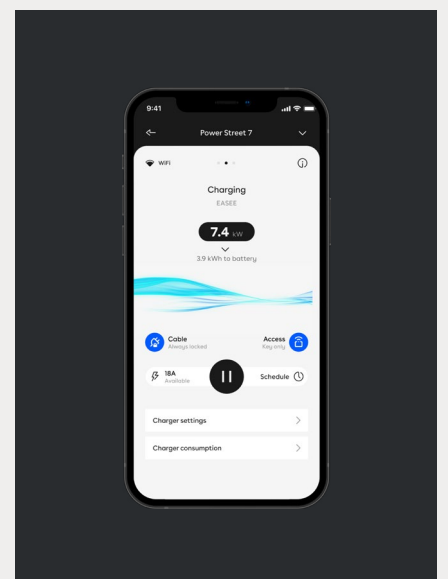 9:41
Power Street 7
WiFi
Charging
EASEE
7.4 kW
3.9 kWh to battery
Cable
Always locked
Access
Key only
18A
Available
Schedule
Charger settings
Charger consumption